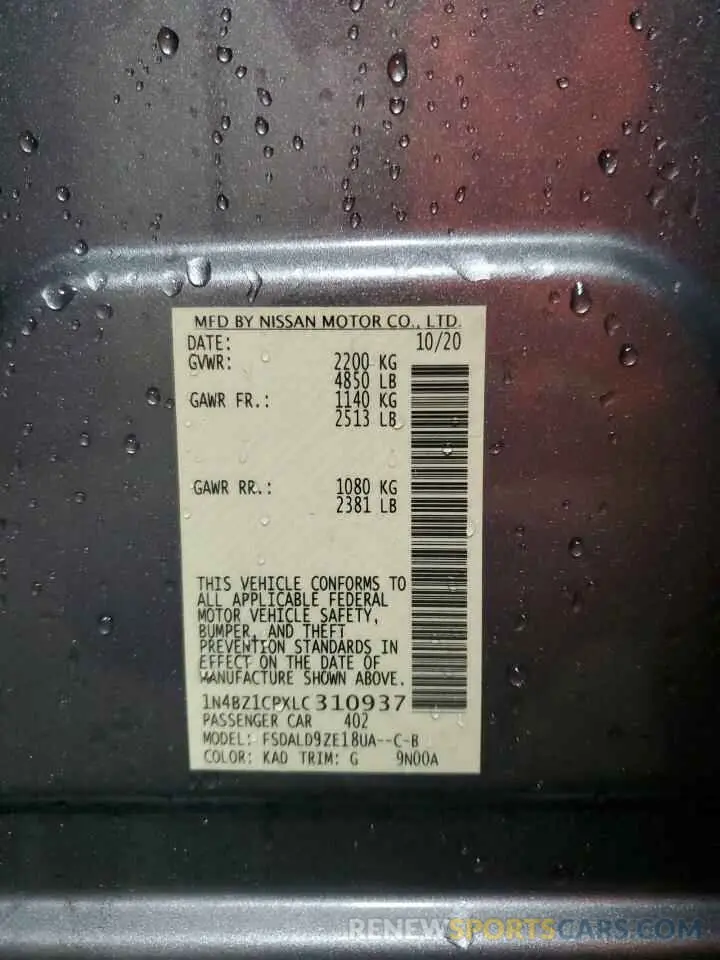 MFD BY NISSAN MOTOR CO., LTD.
DATE: 10/20
GVWR: 2200 KG
4850 LB
GAWR FR.: 1140 KG
2513 LB
GAWR RR.: 1080 KG
2381 LB
THIS VEHICLE CONFORMS TO
ALL APPLICABLE FEDERAL
MOTOR VEHICLE SAFETY,
BUMPER, AND THEFT
PREVENTION STANDARDS IN
EFFECT ON THE DATE OF
MANUFACTURE SHOWN ABOVE.
1N4BZ1CPXLC310937
PASSENGER CAR 402
MODEL: FSDALD9ZE18UA--C-B
COLOR: KAD TRIM: G 9N00A
RENEWSPORTSCARS.COM